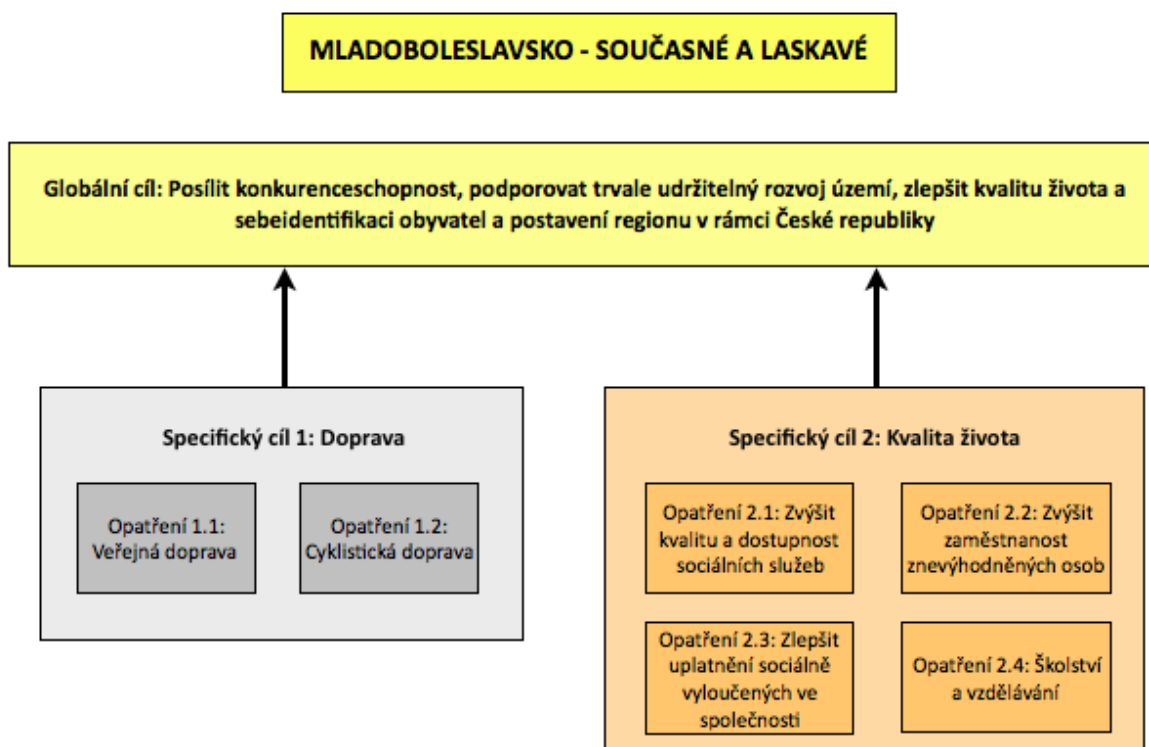 MLADOBOLESLAVSKO - SOUČASNÉ A LASKAVÉ
Globální cíl: Posílit konkurenceschopnost, podporovat trvale udržitelný rozvoj území, zlepšit kvalitu života a
sebeidentifikaci obyvatel a postavení regionu v rámci České republiky
Specifický cíl 1: Doprava
Opatření 1.1:
Veřejná doprava
Opatření 1.2:
Cyklistická doprava
Specifický cíl 2: Kvalita života
Opatření 2.1: Zvýšit
kvalitu a dostupnost
sociálních služeb
Opatření 2.2: Zvýšit
zaměstnanost
znevýhodněných osob
Opatření 2.3: Zlepšit
uplatnění sociálně
vyloučených ve
společnosti
Opatření 2.4: Školství
a vzdělávání